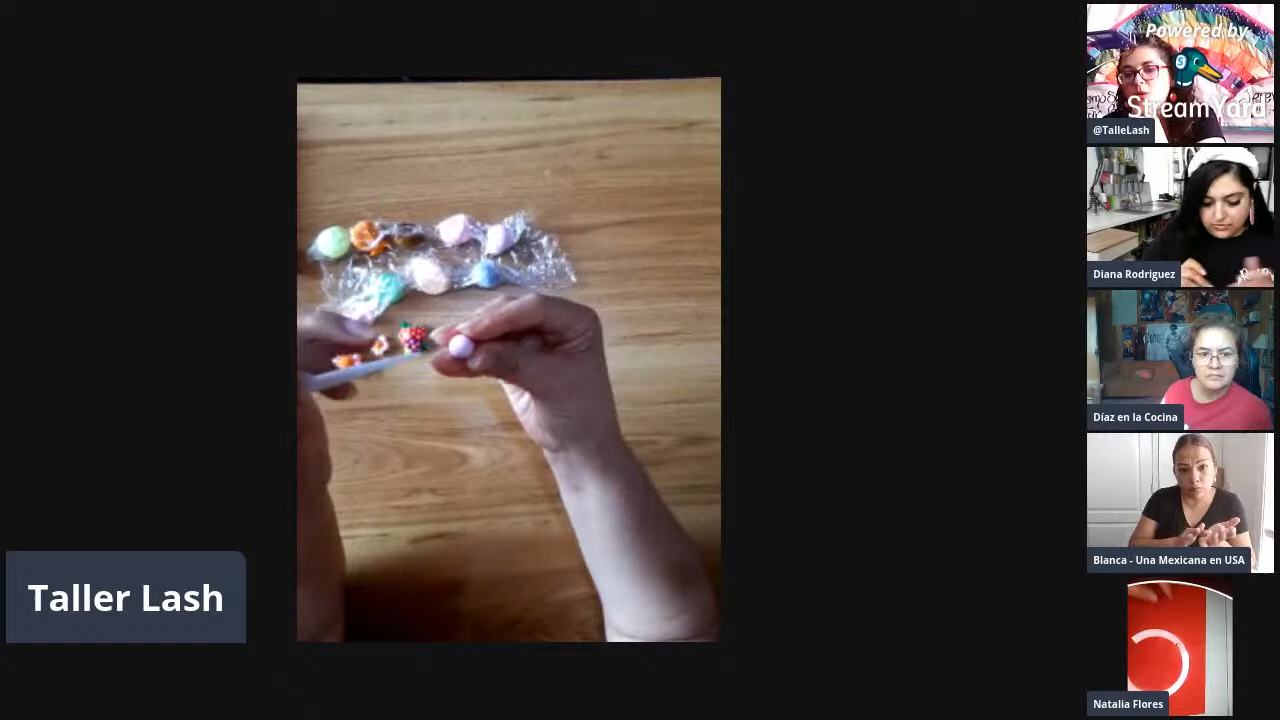 Taller Lash
Powered by
StreamYard
@TalleLash
Diana Rodriguez
Díaz en la Cocina
Blanca - Una Mexicana en USA
Natalia Flores